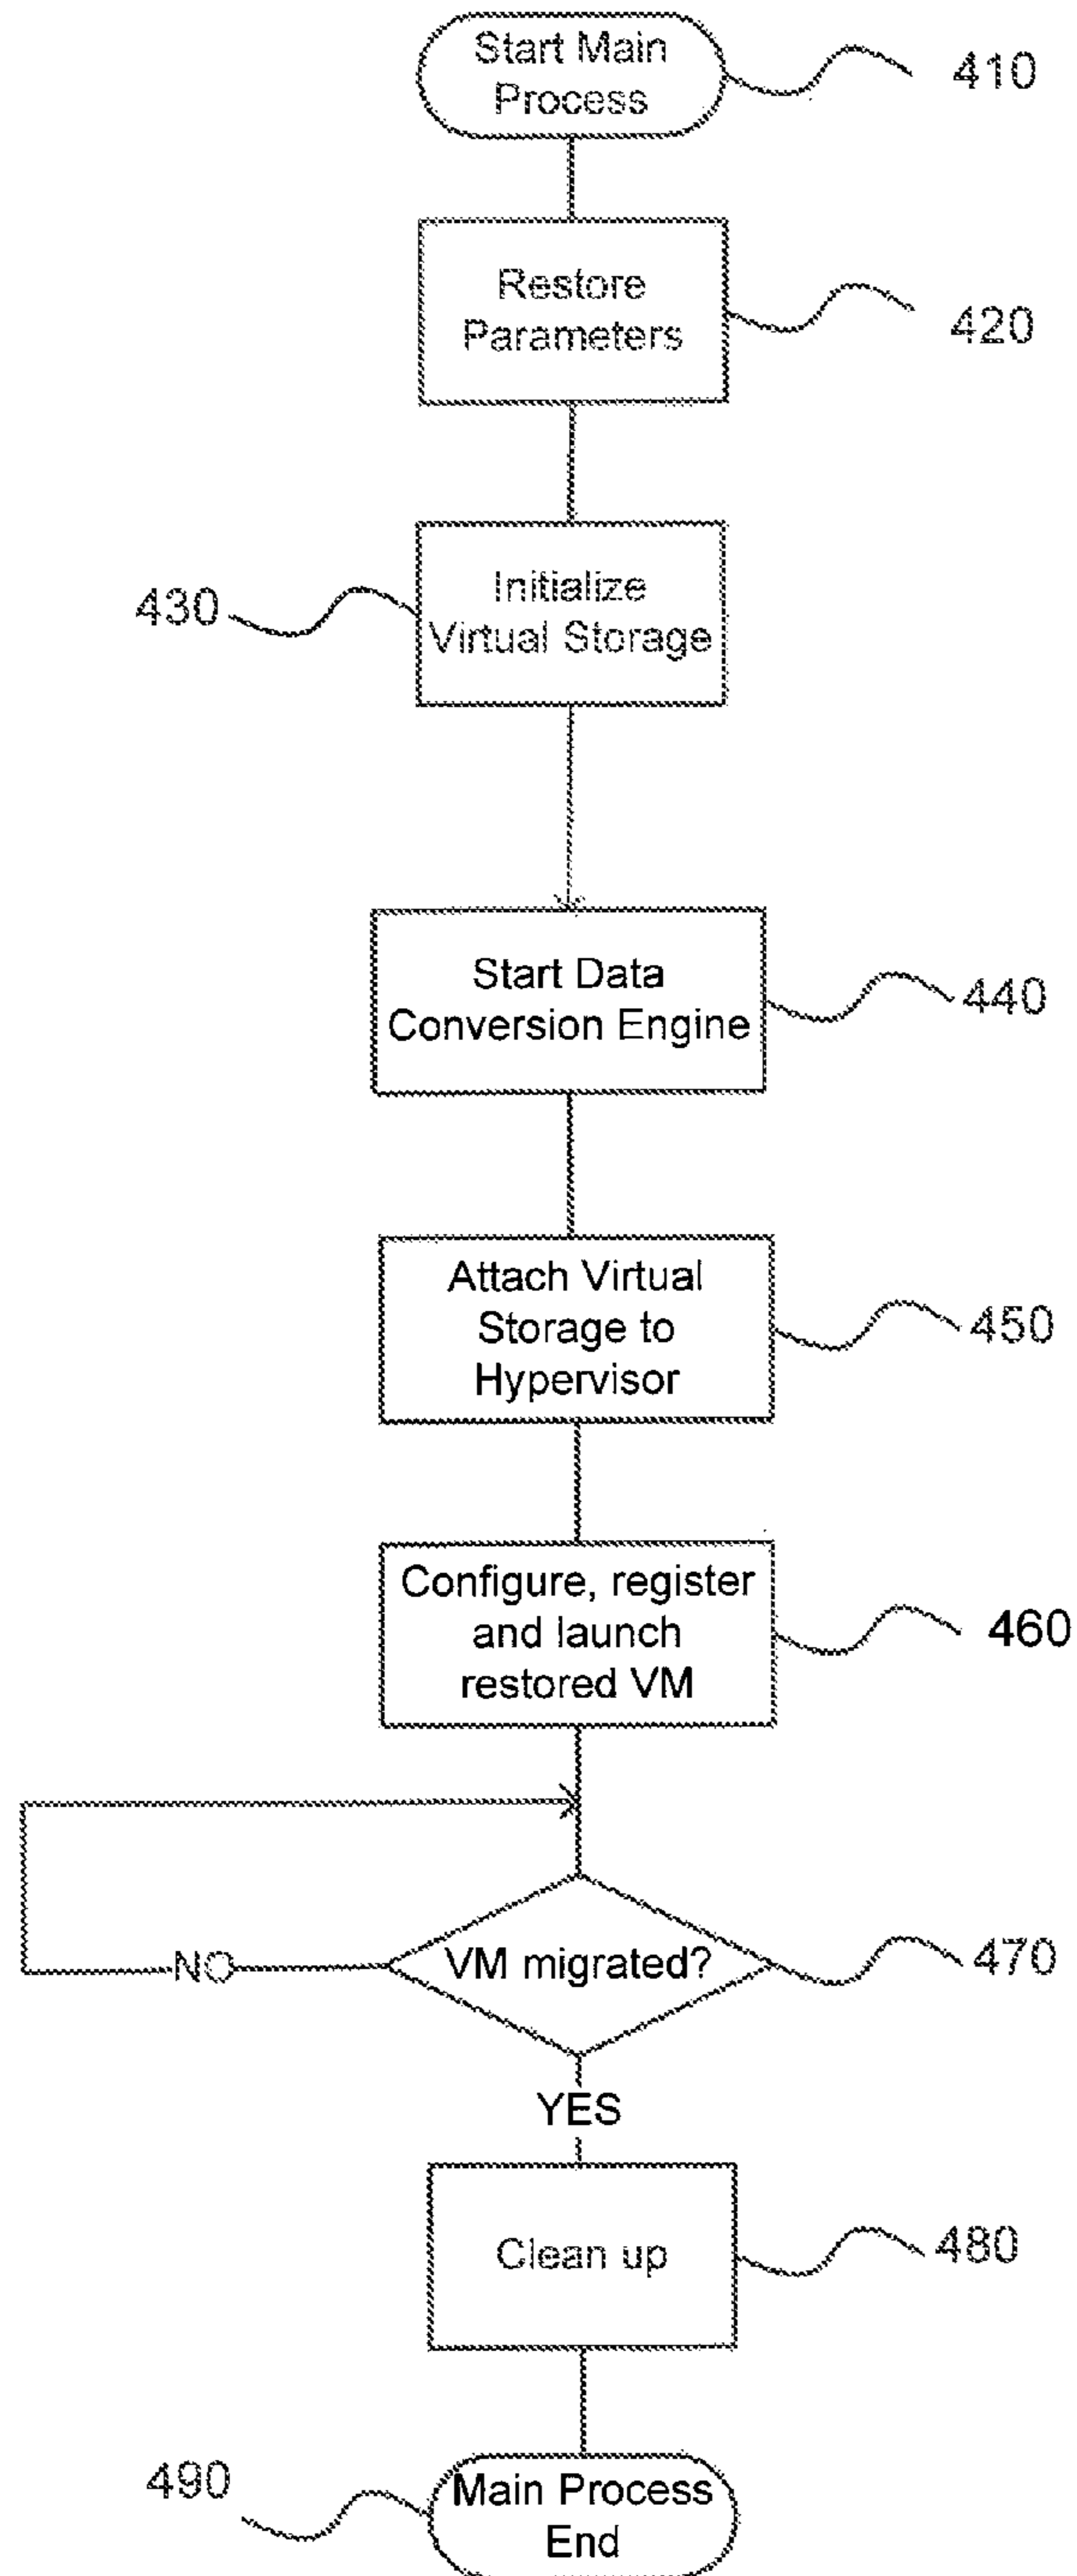 Start Main
Process
410
Restore
Parameters
420
430
Initialize
Virtual Storage
Start Data
Conversion Engine
440
Attach Virtual
Storage to
Hypervisor
450
Configure, register
and launch
restored VM
460
VM migrated?
470
NO
YES
Clean up
480
490
Main Process
End